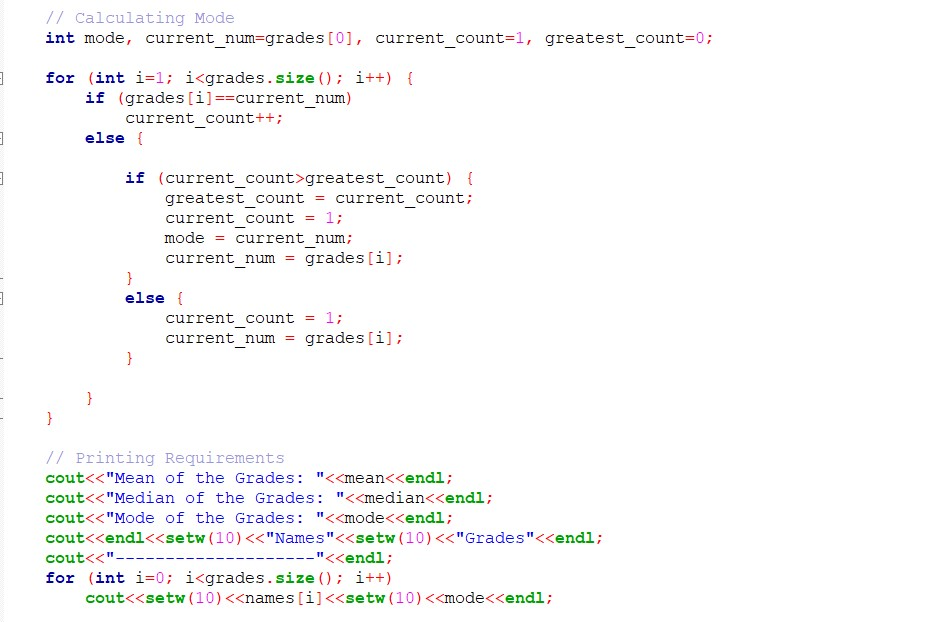 // Calculating Mode
int mode, current_num=grades[0], current_count=1, greatest_count=0;
for (int i=1; i<grades.size(); i++) {
if (grades[i]==current_num)
current_count++;
else {
if (current_count>greatest_count) {
greatest_count = current_count;
current_count = 1;
mode = current_num;
current_num = grades[i];
}
else {
current_count = 1;
current_num = grades[i];
}
}
}
// Printing Requirements
cout<<"Mean of the Grades: "<<mean<<endl;
cout<<"Median of the Grades: "<<median<<endl;
cout<<"Mode of the Grades: "<<mode<<endl;
cout<<endl<<setw(10)<<"Names"<<setw(10)<<"Grades"<<endl;
cout<<"--------------------"<<endl;
for (int i=0; i<grades.size(); i++)
cout<<setw(10)<<names[i]<<setw(10)<<mode<<endl;